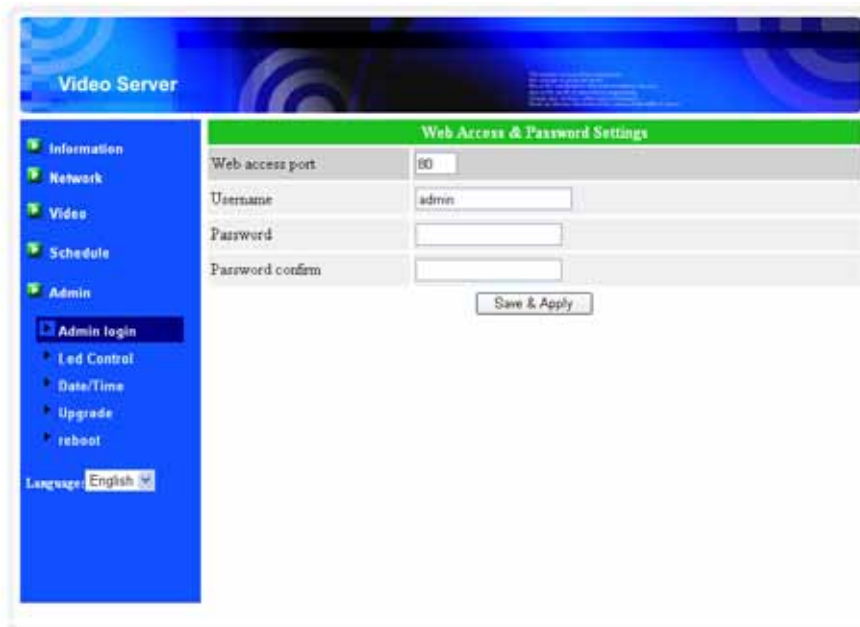 Video Server
Information
Network
Video
Schedule
Admin
Admin login
Led Control
Date/Time
Upgrade
reboot
Language: English
Web Access & Password Settings
Web access port 80
Username admin
Password
Password confirm
Save & Apply